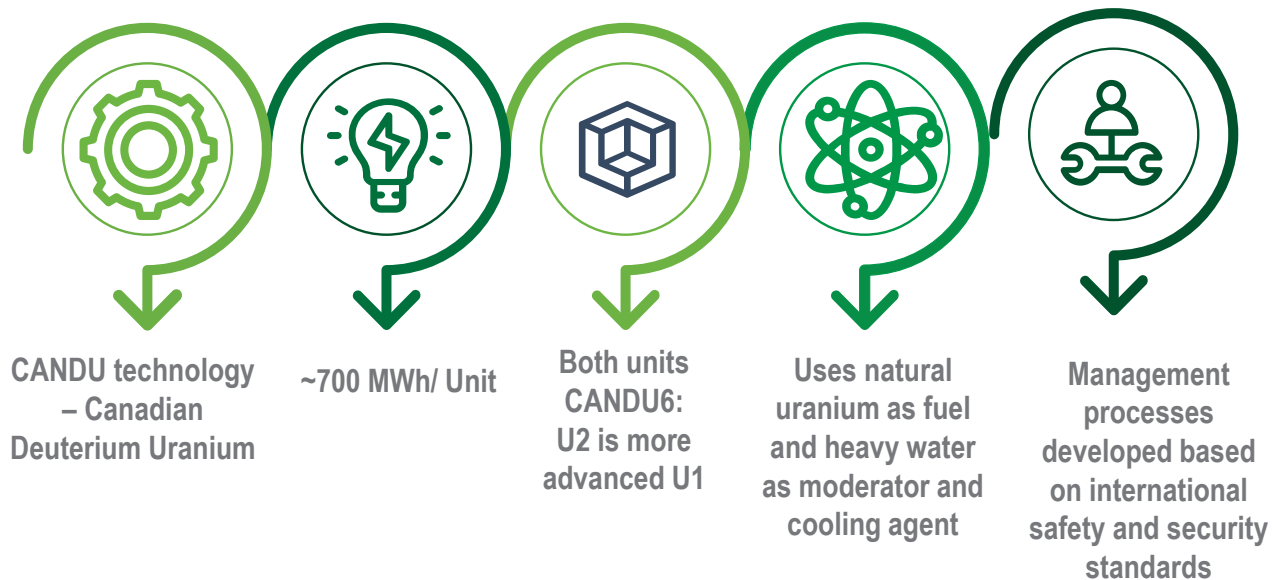 CANDU technology
– Canadian
Deuterium Uranium
~700 MWh/ Unit
Both units
CANDU6:
U2 is more
advanced U1
Uses natural
uranium as fuel
and heavy water
as moderator and
cooling agent
Management
processes
developed based
on international
safety and security
standards